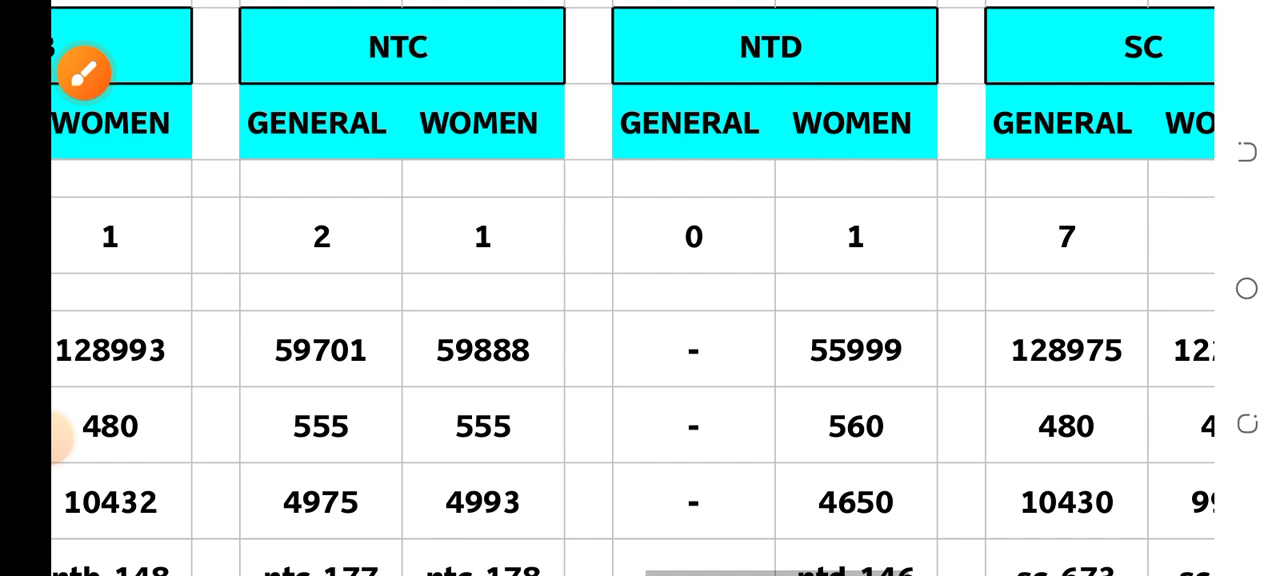 NTC NTD SC
WOMEN GENERAL WOMEN GENERAL WOMEN GENERAL
1 2 1 0 1 7
128993 59701 59888 - 55999 128975
480 555 555 - 560 480
10432 4975 4993 - 4650 10430